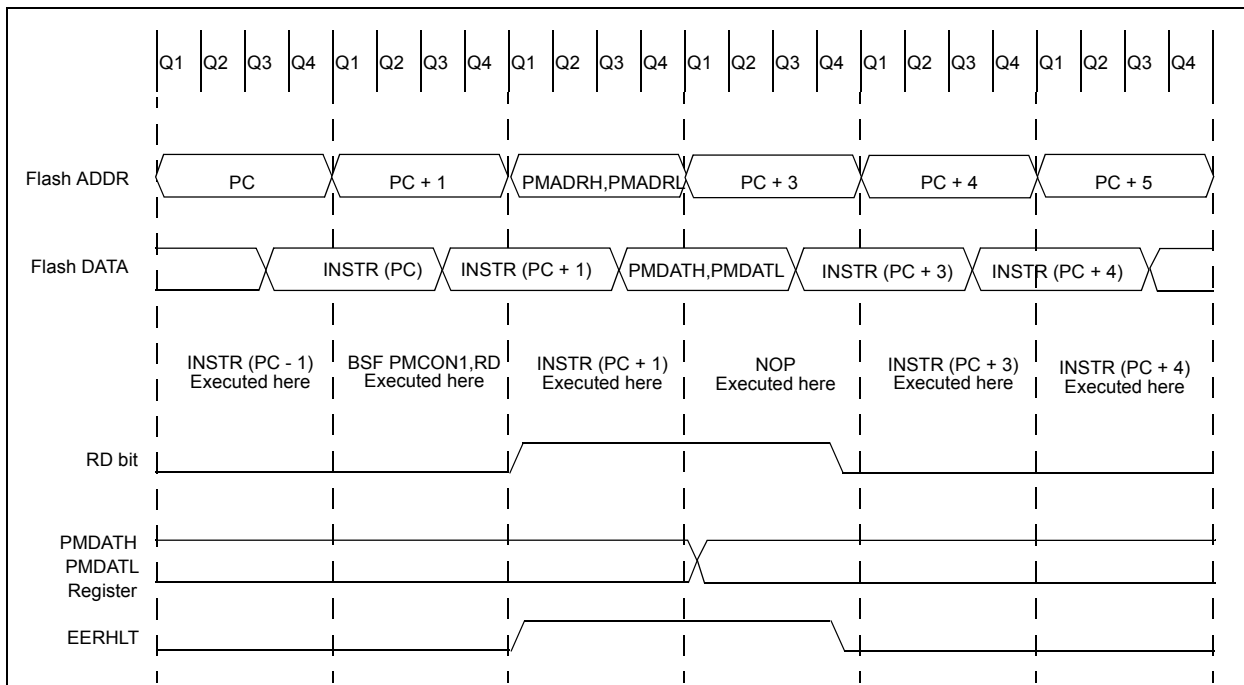 Q1 Q2 Q3 Q4 Q1 Q2 Q3 Q4 Q1 Q2 Q3 Q4 Q1 Q2 Q3 Q4 Q1 Q2 Q3 Q4 Q1 Q2 Q3 Q4
Flash ADDR PC PC + 1 PMADRH,PMADRL PC + 3 PC + 4 PC + 5
Flash DATA INSTR (PC) INSTR (PC + 1) PMDATH,PMDATL INSTR (PC + 3) INSTR (PC + 4)
INSTR (PC - 1) BSF PMCON1,RD INSTR (PC + 1) NOP INSTR (PC + 3) INSTR (PC + 4)
Executed here Executed here Executed here Executed here Executed here Executed here
RD bit
PMDATH
PMDATL
Register
EERHLT